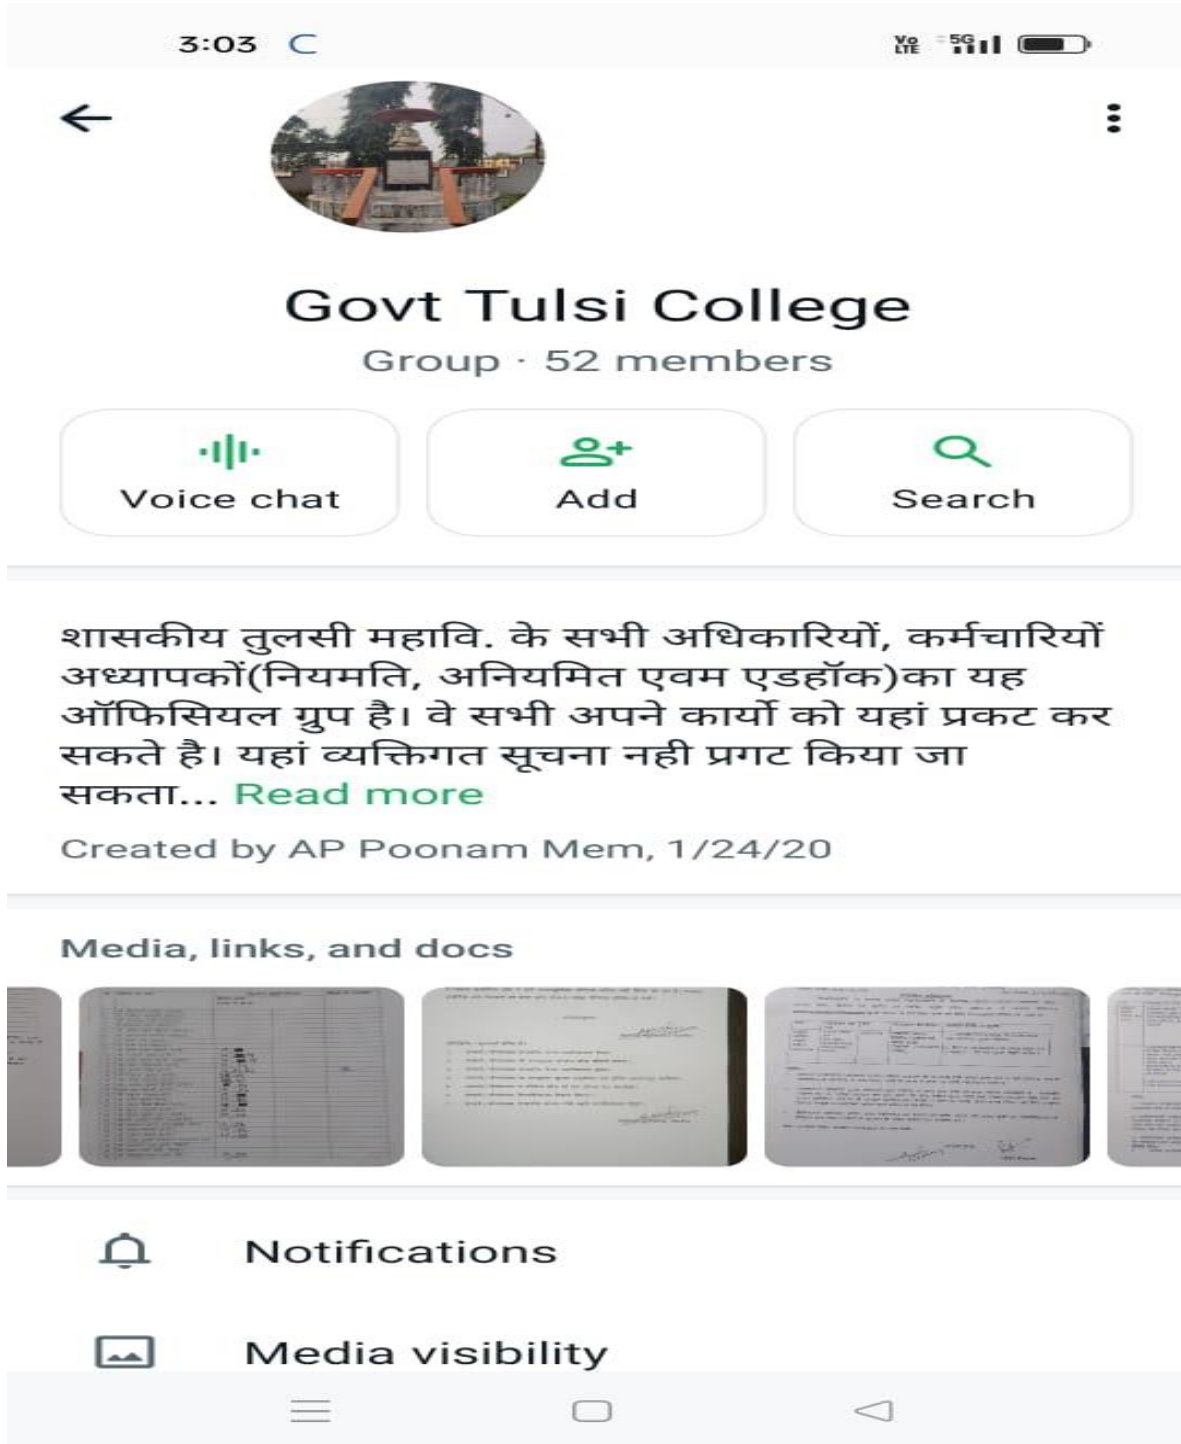 3:03
Vo LTE 5G
Govt Tulsi College
Group · 52 members
Voice chat
Add
Search
शासकीय तुलसी महावि. के सभी अधिकारियों, कर्मचारियों
अध्यापकों(नियमति, अनियमित एवम एडहॉक)का यह
ऑफिसियल ग्रुप है। वे सभी अपने कार्यो को यहां प्रकट कर
सकते है। यहां व्यक्तिगत सूचना नही प्रगट किया जा
सकता... Read more
Created by AP Poonam Mem, 1/24/20
Media, links, and docs
Notifications
Media visibility